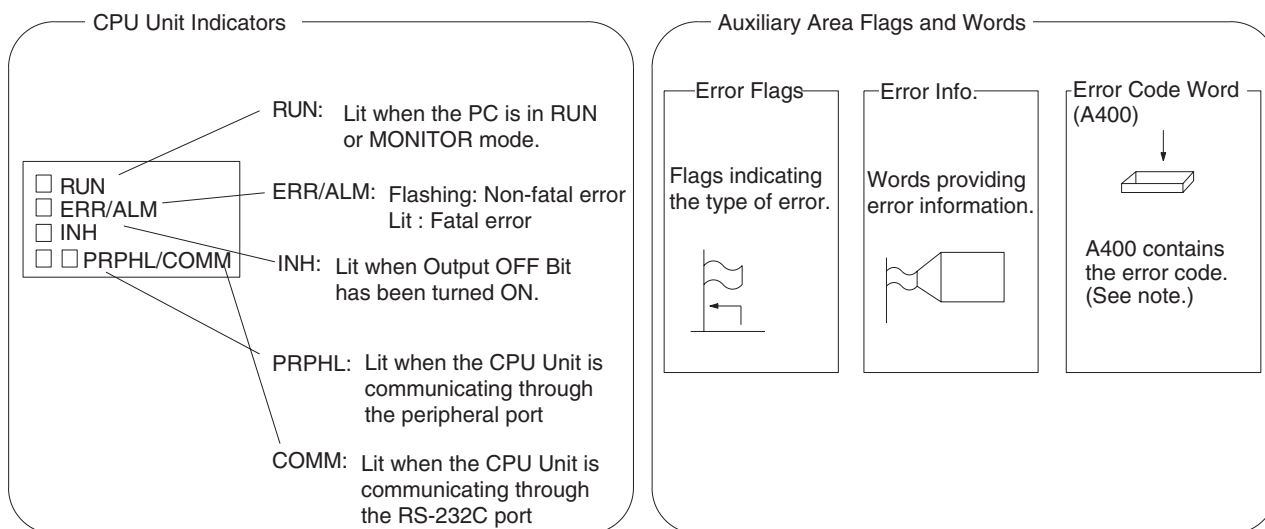 CPU Unit Indicators
RUN
ERR/ALM
INH
PRPHL/COMM
RUN: Lit when the PC is in RUN
or MONITOR mode.
ERR/ALM: Flashing: Non-fatal error
Lit : Fatal error
INH: Lit when Output OFF Bit
has been turned ON.
PRPHL: Lit when the CPU Unit is
communicating through
the peripheral port
COMM: Lit when the CPU Unit is
communicating through
the RS-232C port
Auxiliary Area Flags and Words
Error Flags
Flags indicating
the type of error.
Error Info.
Words providing
error information.
Error Code Word
(A400)
A400 contains
the error code.
(See note.)